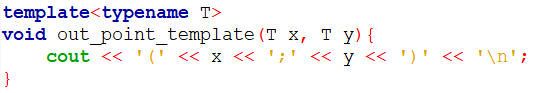 template<typename T>
void out_point_template(T x, T y){
    cout << '(' << x << ';' << y << ')' << '\n';
}